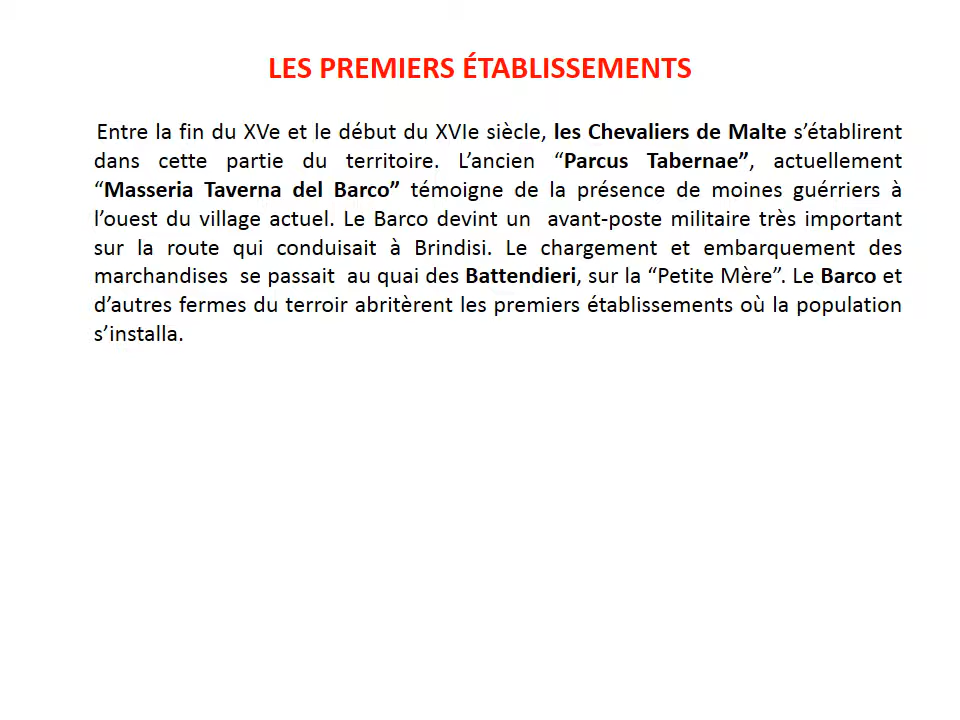 LES PREMIERS ÉTABLISSEMENTS
Entre la fin du XVe et le début du XVIe siècle, les Chevaliers de Malte s’établirent
dans cette partie du territoire. L’ancien “Parcus Tabernae”, actuellement
“Masseria Taverna del Barco” témoigne de la présence de moines guérriers à
l’ouest du village actuel. Le Barco devint un  avant-poste militaire très important
sur la route qui conduisait à Brindisi. Le chargement et embarquement des
marchandises  se passait  au quai des Battendieri, sur la “Petite Mère”. Le Barco et
d’autres fermes du terroir abritèrent les premiers établissements où la population
s’installa.